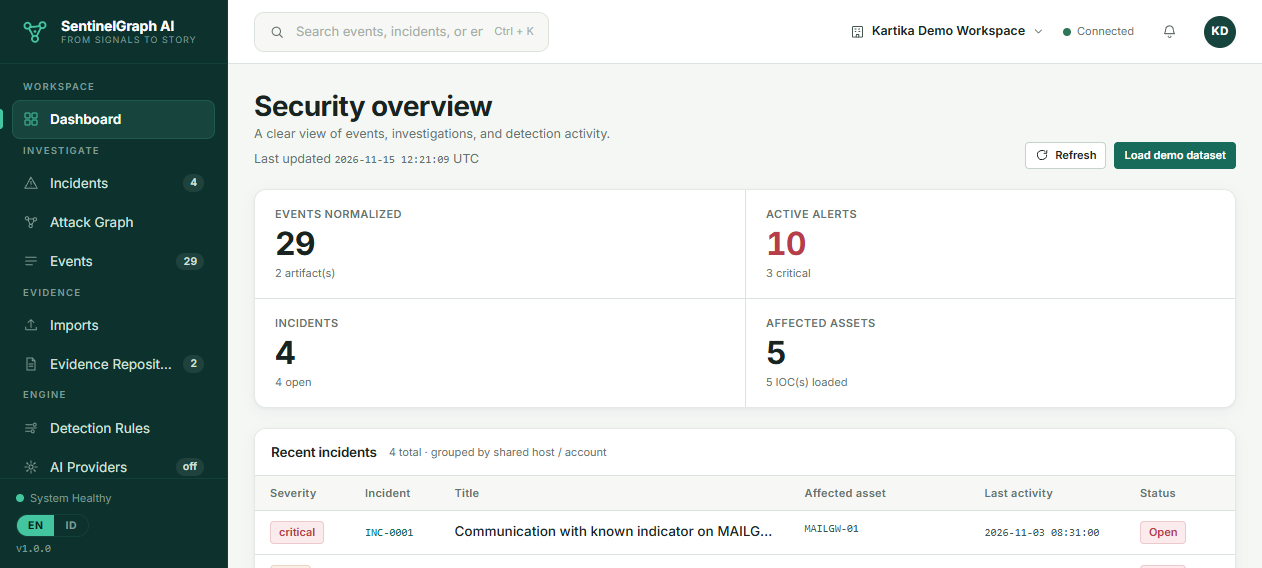 SentinelGraph AI
FROM SIGNALS TO STORY
WORKSPACE
Dashboard
INVESTIGATE
Incidents 4
Attack Graph
Events 29
EVIDENCE
Imports
Evidence Reposit... 2
ENGINE
Detection Rules
AI Providers off
System Healthy
EN ID
v1.0.0
Search events, incidents, or er Ctrl + K
Kartika Demo Workspace
Connected
KD
Security overview
A clear view of events, investigations, and detection activity.
Last updated 2026-11-15 12:21:09 UTC
Refresh
Load demo dataset
EVENTS NORMALIZED
29
2 artifact(s)
ACTIVE ALERTS
10
3 critical
INCIDENTS
4
4 open
AFFECTED ASSETS
5
5 IOC(s) loaded
Recent incidents 4 total · grouped by shared host / account
Severity Incident Title Affected asset Last activity Status
critical INC-0001 Communication with known indicator on MAILG... MAILGW-01 2026-11-03 08:31:00 Open